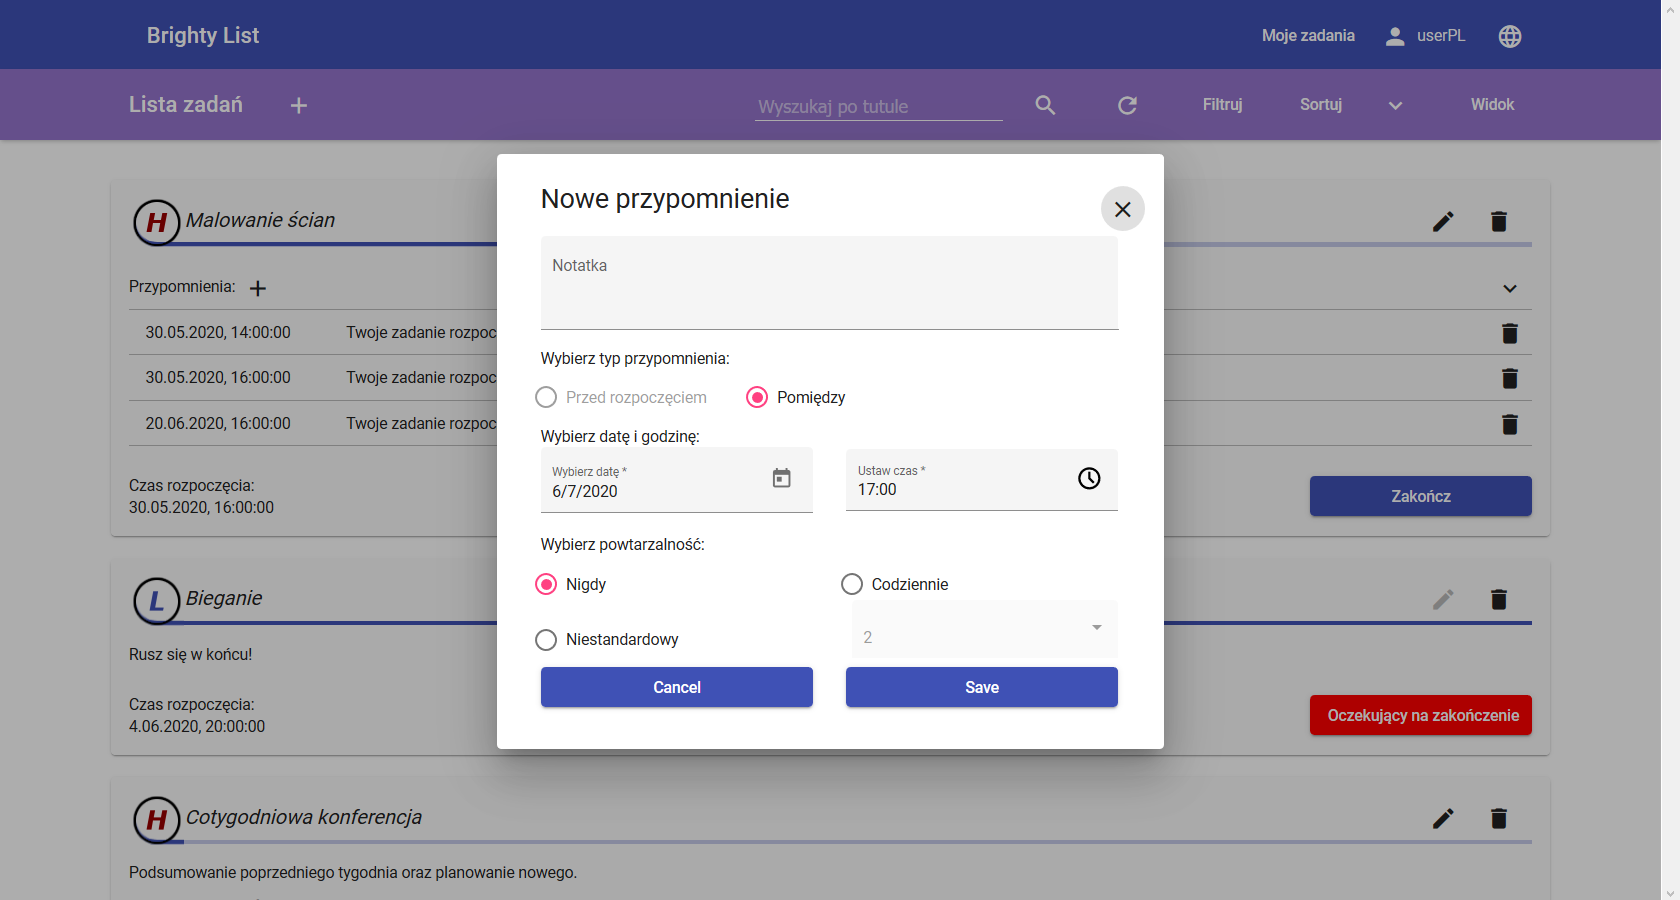 Brighty List
Moje zadania
userPL
Lista zadań
Wyszukaj po tutule
Filtruj
Sortuj
Widok
Nowe przypomnienie
Notatka
Wybierz typ przypomnienia:
Przed rozpoczęciem
Pomiędzy
Wybierz datę i godzinę:
Wybierz datę *
6/7/2020
Ustaw czas *
17:00
Wybierz powtarzalność:
Nigdy
Codziennie
Niestandardowy
2
Cancel
Save
H Malowanie ścian
Przypomnienia:
30.05.2020, 14:00:00 Twoje zadanie rozpoc
30.05.2020, 16:00:00 Twoje zadanie rozpoc
20.06.2020, 16:00:00 Twoje zadanie rozpoc
Czas rozpoczęcia:
30.05.2020, 16:00:00
Zakończ
L Bieganie
Rusz się w końcu!
Czas rozpoczęcia:
4.06.2020, 20:00:00
Oczekujący na zakończenie
H Cotygodniowa konferencja
Podsumowanie poprzedniego tygodnia oraz planowanie nowego.